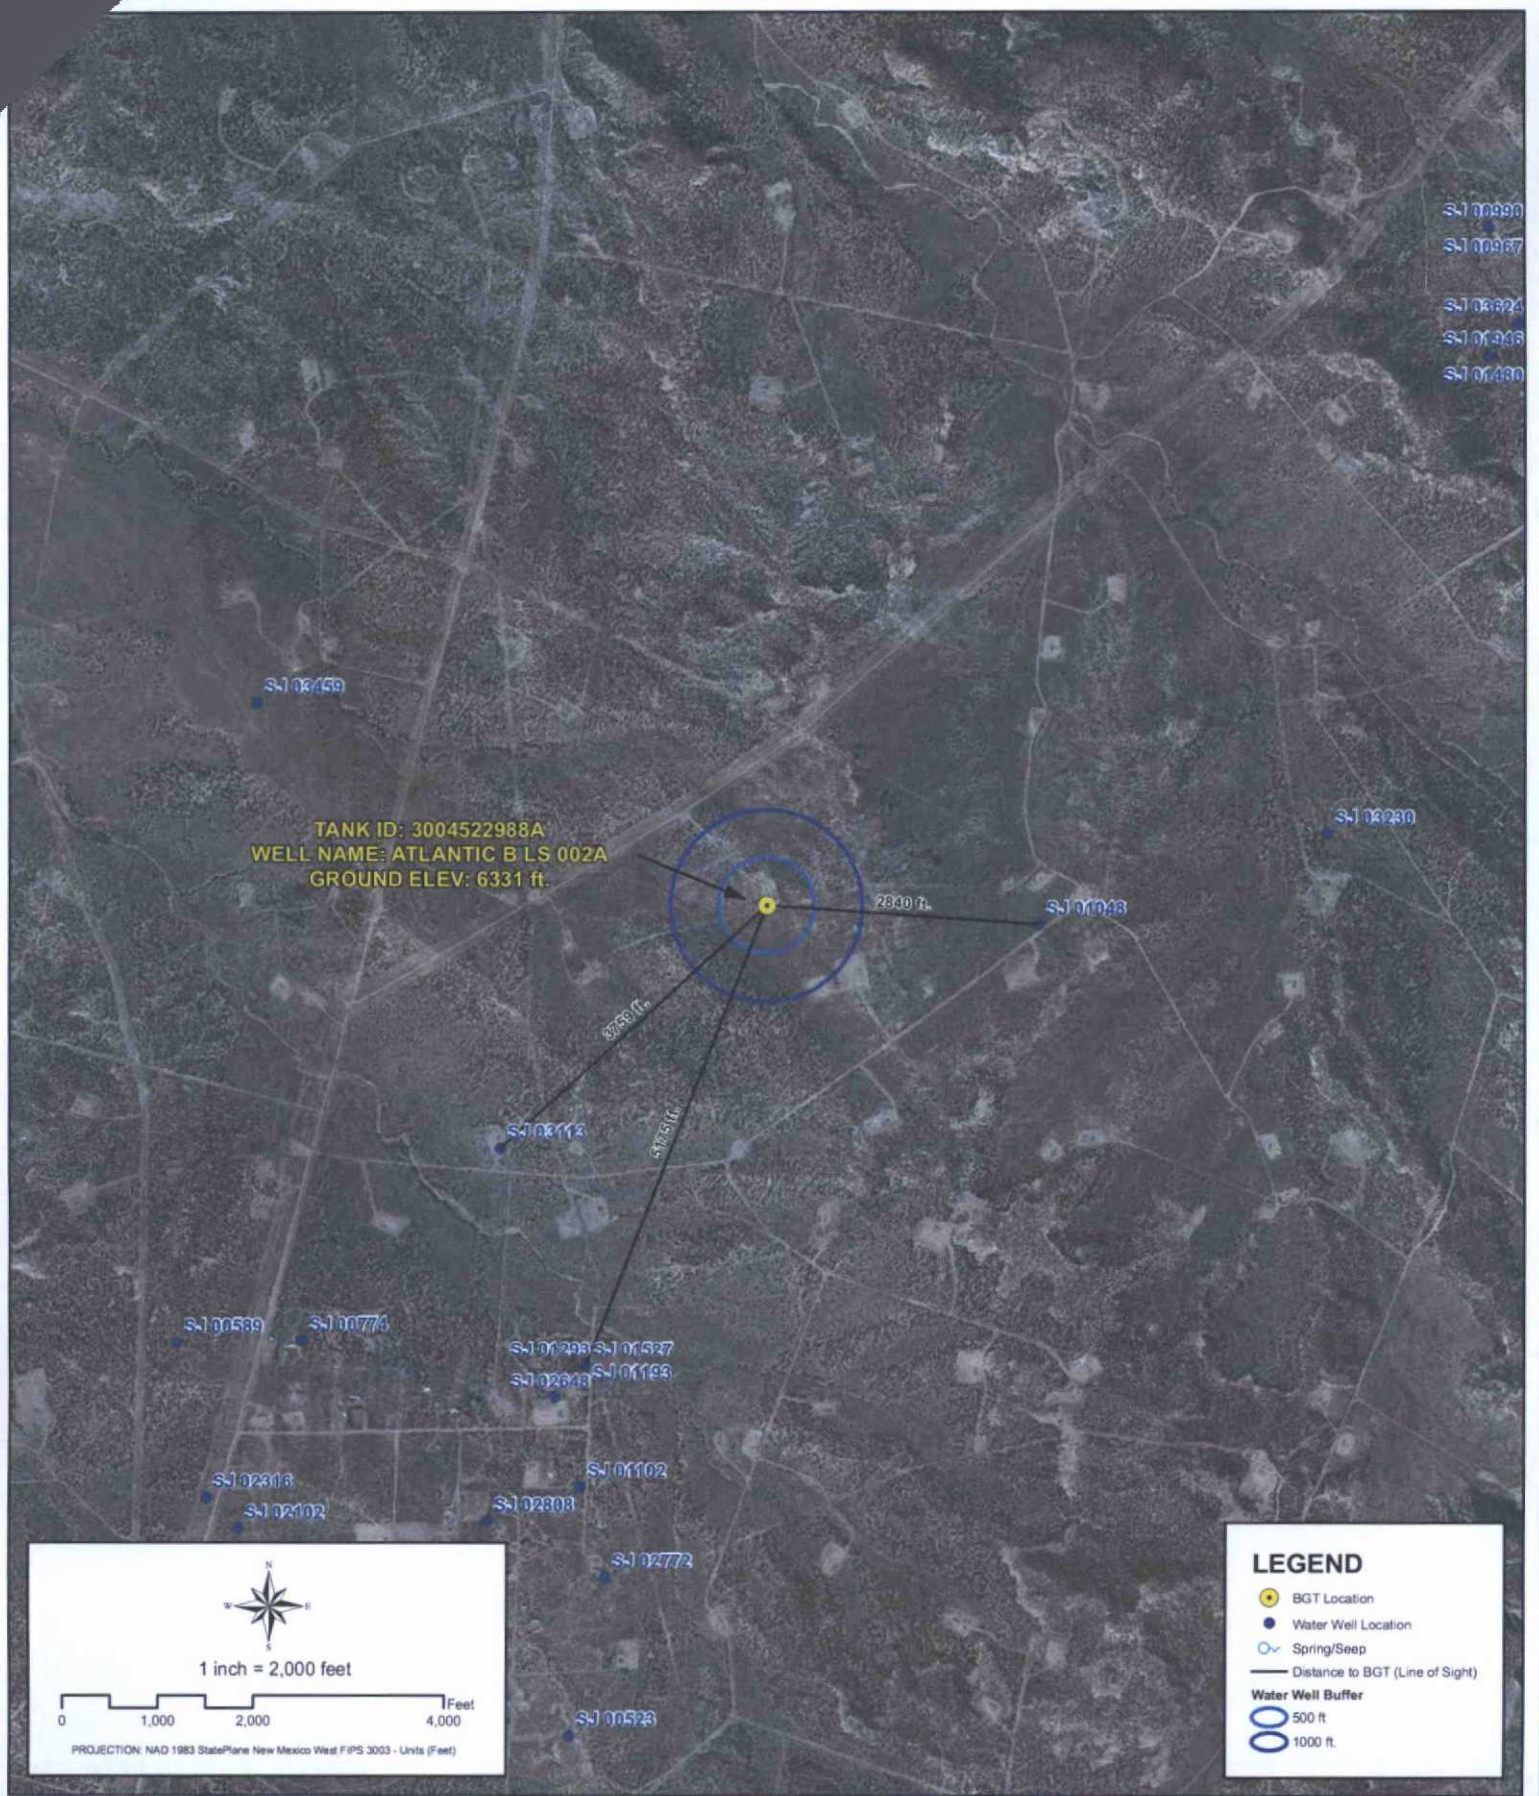 SJ 00990
SJ 00967
SJ 03624
SJ 01946
SJ 01480
SJ 03459
TANK ID: 3004522988A
WELL NAME: ATLANTIC B LS 002A
GROUND ELEV: 6331 ft.
SJ 03230
2840 ft.
SJ 01048
3759 ft.
SJ 03113
5175 ft.
SJ 00589
SJ 00774
SJ 01293 SJ 01527
SJ 02648 SJ 01193
SJ 01102
SJ 02316
SJ 02808
SJ 02102
SJ 02772
SJ 00523
N
W E
S
1 inch = 2,000 feet
Feet
0 1,000 2,000 4,000
PROJECTION: NAD 1983 StatePlane New Mexico West FIPS 3003 - Units (Feet)
LEGEND
BGT Location
Water Well Location
Spring/Seep
Distance to BGT (Line of Sight)
Water Well Buffer
500 ft
1000 ft.